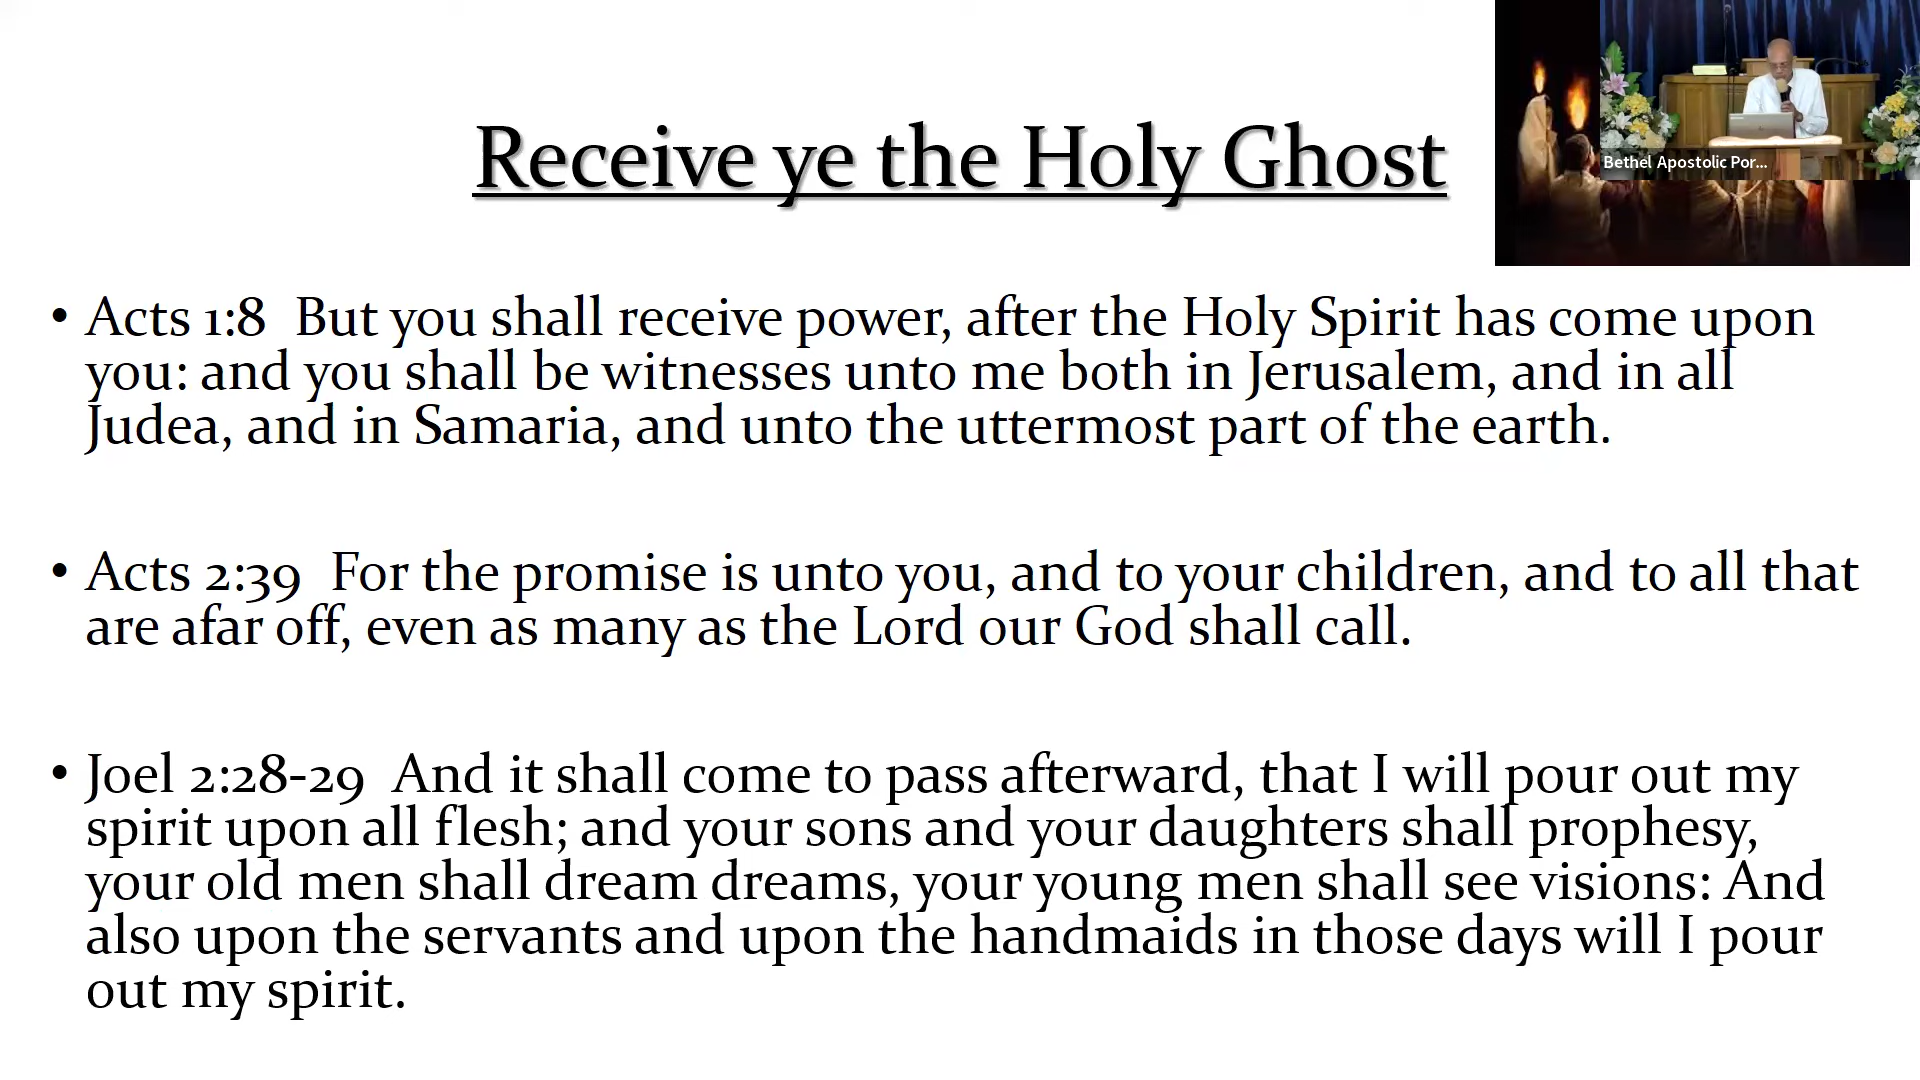 Receive ye the Holy Ghost
Bethel Apostolic Por...
• Acts 1:8 But you shall receive power, after the Holy Spirit has come upon
you: and you shall be witnesses unto me both in Jerusalem, and in all
Judea, and in Samaria, and unto the uttermost part of the earth.
• Acts 2:39 For the promise is unto you, and to your children, and to all that
are afar off, even as many as the Lord our God shall call.
• Joel 2:28-29 And it shall come to pass afterward, that I will pour out my
spirit upon all flesh; and your sons and your daughters shall prophesy,
your old men shall dream dreams, your young men shall see visions: And
also upon the servants and upon the handmaids in those days will I pour
out my spirit.